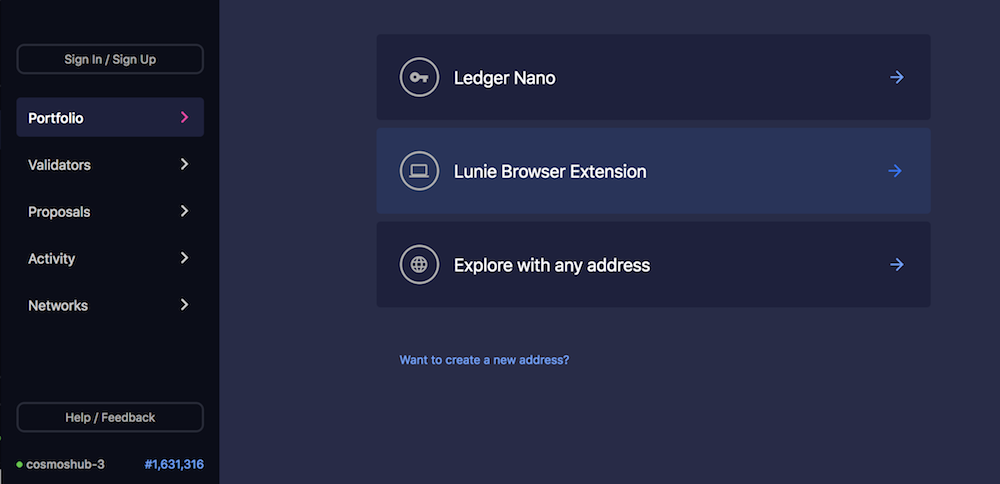 Sign In / Sign Up
Portfolio
Validators
Proposals
Activity
Networks
Help / Feedback
cosmoshub-3 #1,631,316
Ledger Nano
Lunie Browser Extension
Explore with any address
Want to create a new address?